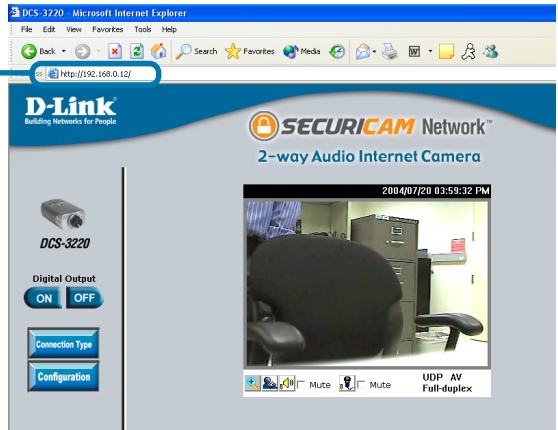 DCS-3220 - Microsoft Internet Explorer
File Edit View Favorites Tools Help
Back Search Favorites Media
ss http://192.168.0.12/
D-Link
Building Networks for People
SECURICAM Network™
2-way Audio Internet Camera
2004/07/20 03:59:32 PM
DCS-3220
Digital Output
ON OFF
Connection Type
Configuration
Mute Mute
UDP AV
Full-duplex